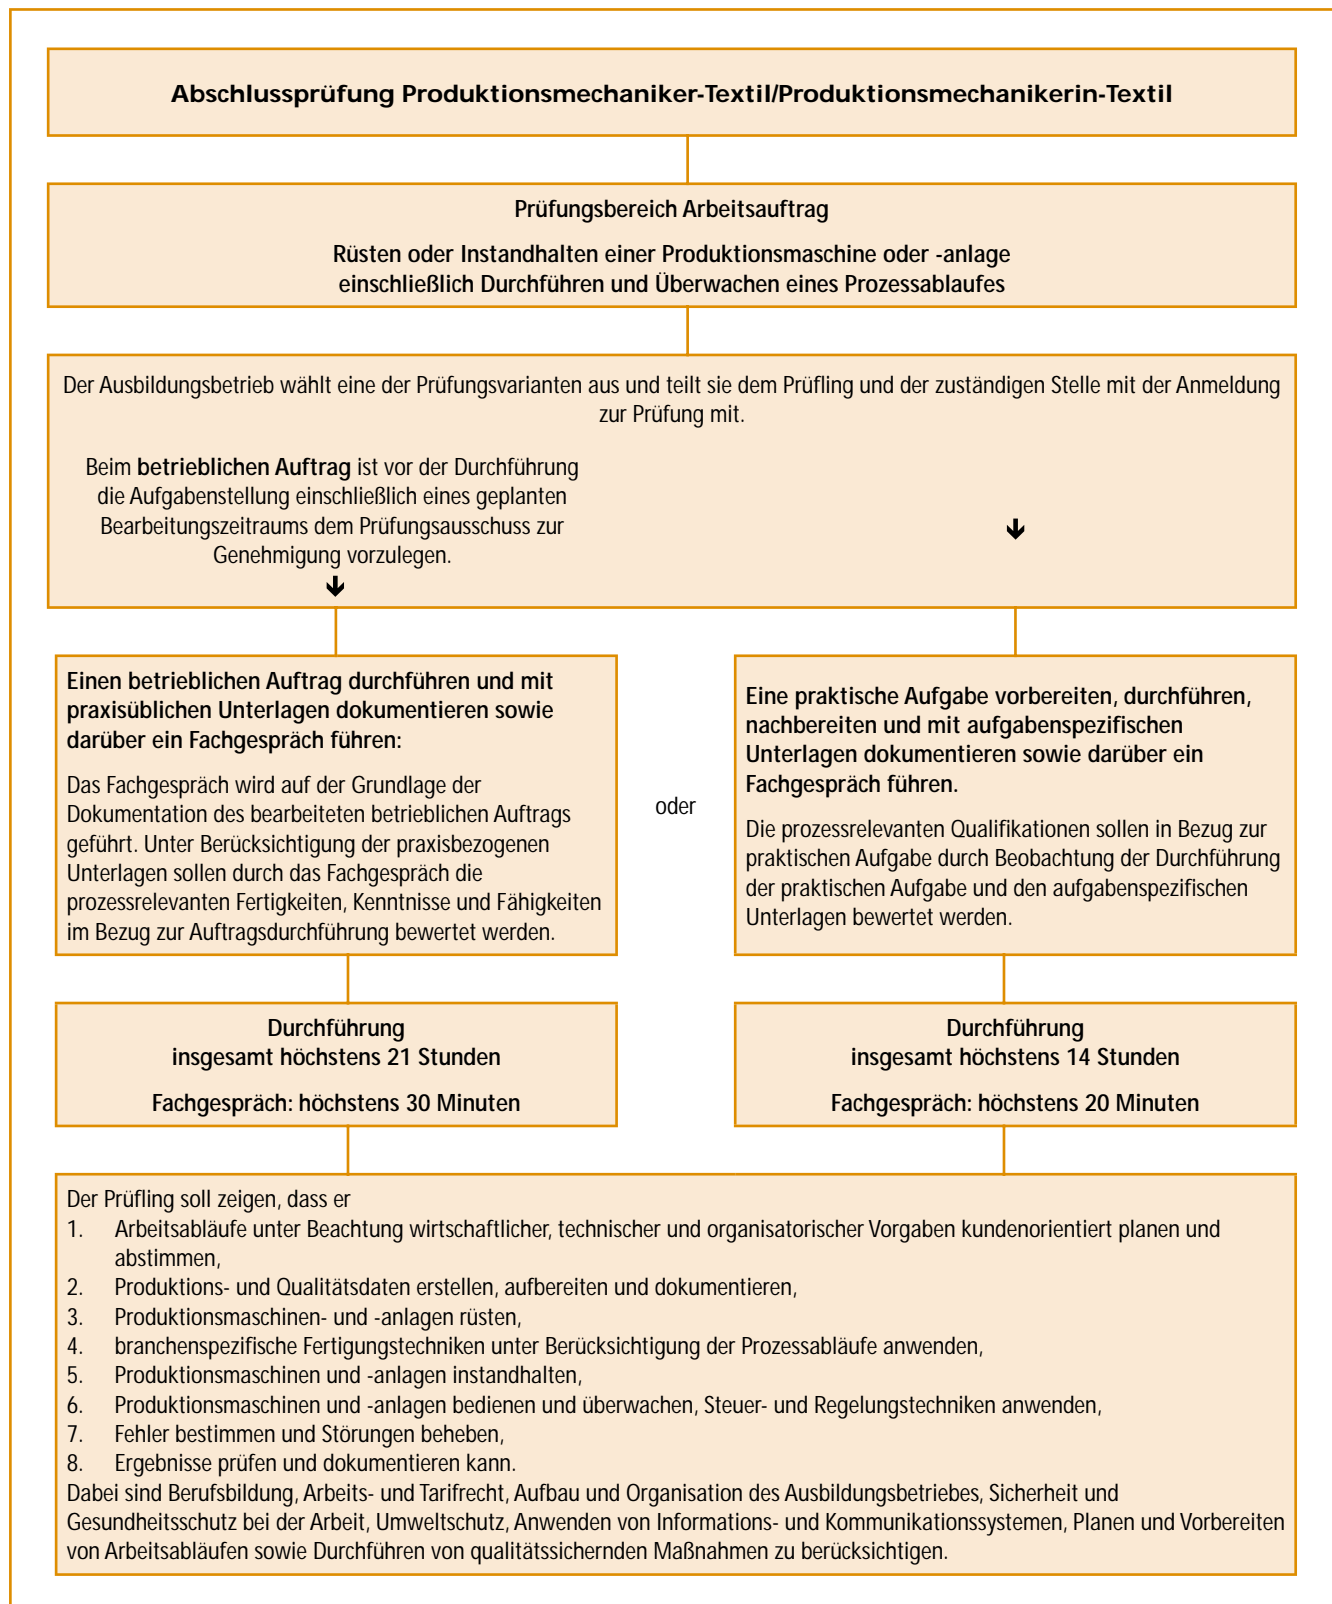 Abschlussprüfung Produktionsmechaniker-Textil/Produktionsmechanikerin-Textil
Prüfungsbereich Arbeitsauftrag
Rüsten oder Instandhalten einer Produktionsmaschine oder -anlage
einschließlich Durchführen und Überwachen eines Prozessablaufes
Der Ausbildungsbetrieb wählt eine der Prüfungsvarianten aus und teilt sie dem Prüfling und der zuständigen Stelle mit der Anmeldung
zur Prüfung mit.
Beim betrieblichen Auftrag ist vor der Durchführung
die Aufgabenstellung einschließlich eines geplanten
Bearbeitungszeitraums dem Prüfungsausschuss zur
Genehmigung vorzulegen.
Einen betrieblichen Auftrag durchführen und mit
praxisüblichen Unterlagen dokumentieren sowie
darüber ein Fachgespräch führen:
Das Fachgespräch wird auf der Grundlage der
Dokumentation des bearbeiteten betrieblichen Auftrags
geführt. Unter Berücksichtigung der praxisbezogenen
Unterlagen sollen durch das Fachgespräch die
prozessrelevanten Fertigkeiten, Kenntnisse und Fähigkeiten
im Bezug zur Auftragsdurchführung bewertet werden.
oder
Eine praktische Aufgabe vorbereiten, durchführen,
nachbereiten und mit aufgabenspezifischen
Unterlagen dokumentieren sowie darüber ein
Fachgespräch führen.
Die prozessrelevanten Qualifikationen sollen in Bezug zur
praktischen Aufgabe durch Beobachtung der Durchführung
der praktischen Aufgabe und den aufgabenspezifischen
Unterlagen bewertet werden.
Durchführung
insgesamt höchstens 21 Stunden
Fachgespräch: höchstens 30 Minuten
Durchführung
insgesamt höchstens 14 Stunden
Fachgespräch: höchstens 20 Minuten
Der Prüfling soll zeigen, dass er
1. Arbeitsabläufe unter Beachtung wirtschaftlicher, technischer und organisatorischer Vorgaben kundenorientiert planen und
abstimmen,
2. Produktions- und Qualitätsdaten erstellen, aufbereiten und dokumentieren,
3. Produktionsmaschinen- und -anlagen rüsten,
4. branchenspezifische Fertigungstechniken unter Berücksichtigung der Prozessabläufe anwenden,
5. Produktionsmaschinen und -anlagen instandhalten,
6. Produktionsmaschinen und -anlagen bedienen und überwachen, Steuer- und Regelungstechniken anwenden,
7. Fehler bestimmen und Störungen beheben,
8. Ergebnisse prüfen und dokumentieren kann.
Dabei sind Berufsbildung, Arbeits- und Tarifrecht, Aufbau und Organisation des Ausbildungsbetriebes, Sicherheit und
Gesundheitsschutz bei der Arbeit, Umweltschutz, Anwenden von Informations- und Kommunikationssystemen, Planen und Vorbereiten
von Arbeitsabläufen sowie Durchführen von qualitätssichernden Maßnahmen zu berücksichtigen.